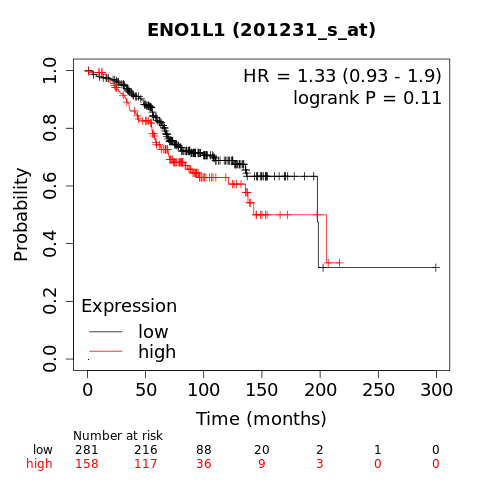 ENO1L1 (201231_s_at)
HR = 1.33 (0.93 - 1.9)
logrank P = 0.11
Probability
1.0
0.8
0.6
0.4
0.2
0.0
Expression
low
high
0 50 100 150 200 250 300
Time (months)
Number at risk
low 281 216 88 20 2 1 0
high 158 117 36 9 3 0 0